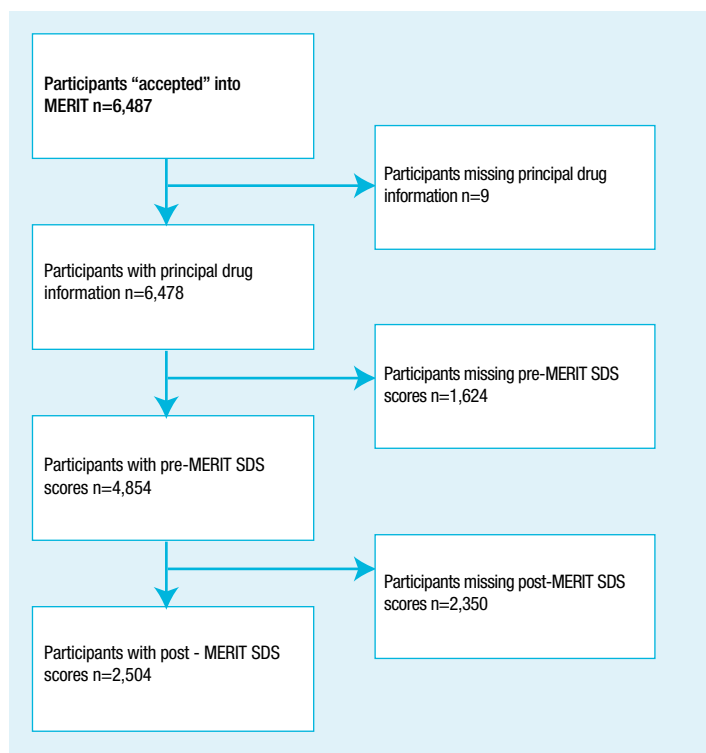 Participants “accepted” into
MERIT n=6,487
Participants missing principal drug
information n=9
Participants with principal drug
information n=6,478
Participants missing pre-MERIT SDS
scores n=1,624
Participants with pre-MERIT SDS
scores n=4,854
Participants missing post-MERIT SDS
scores n=2,350
Participants with post - MERIT SDS
scores n=2,504